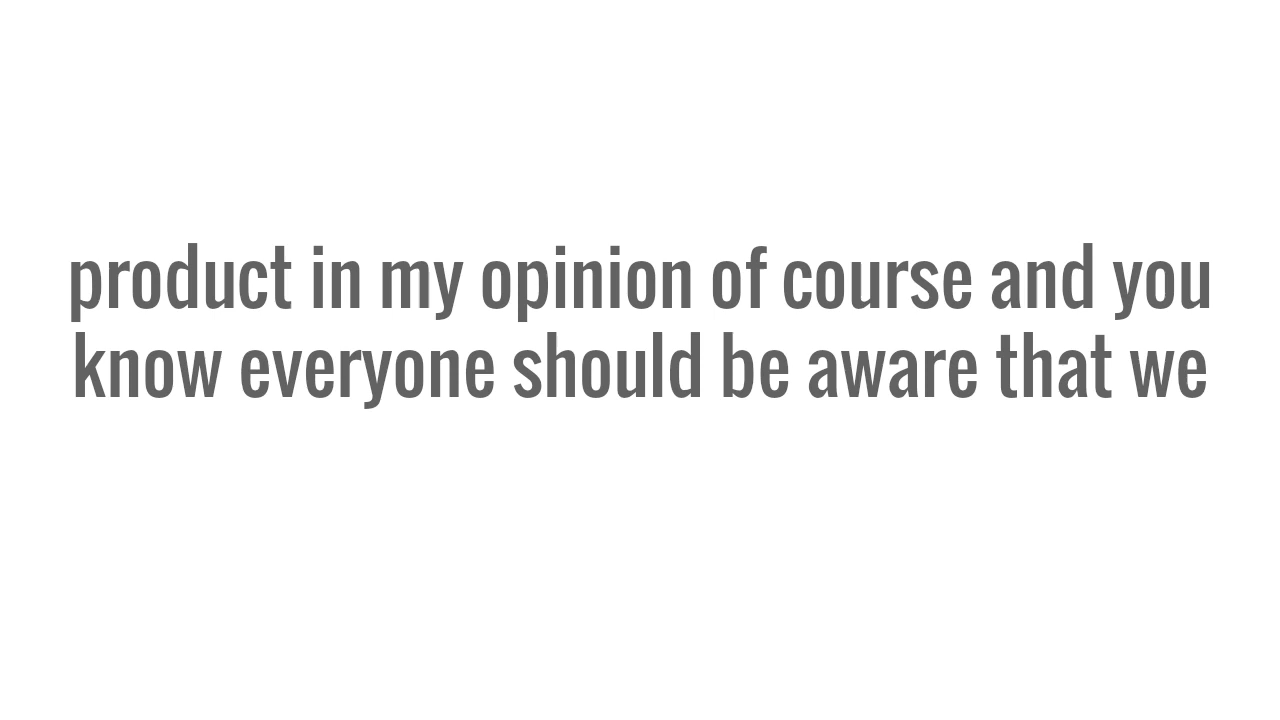 product in my opinion of course and you
know everyone should be aware that we